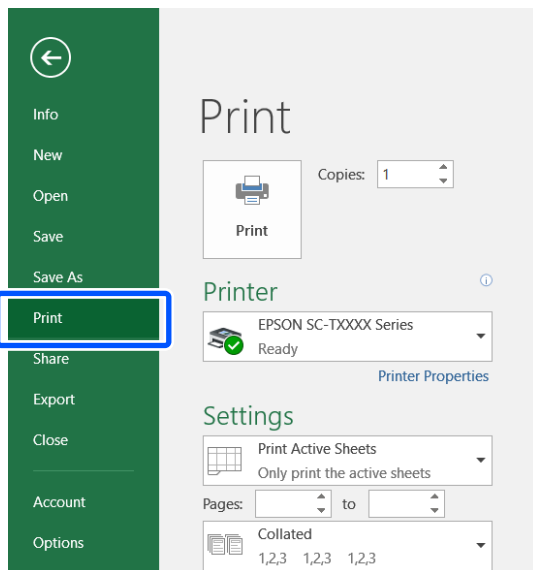 Info
New
Open
Save
Save As
Print
Share
Export
Close
Account
Options
Print
Copies: 1
Print
Printer
EPSON SC-TXXXX Series
Ready
Printer Properties
Settings
Print Active Sheets
Only print the active sheets
Pages: to
Collated
1,2,3 1,2,3 1,2,3